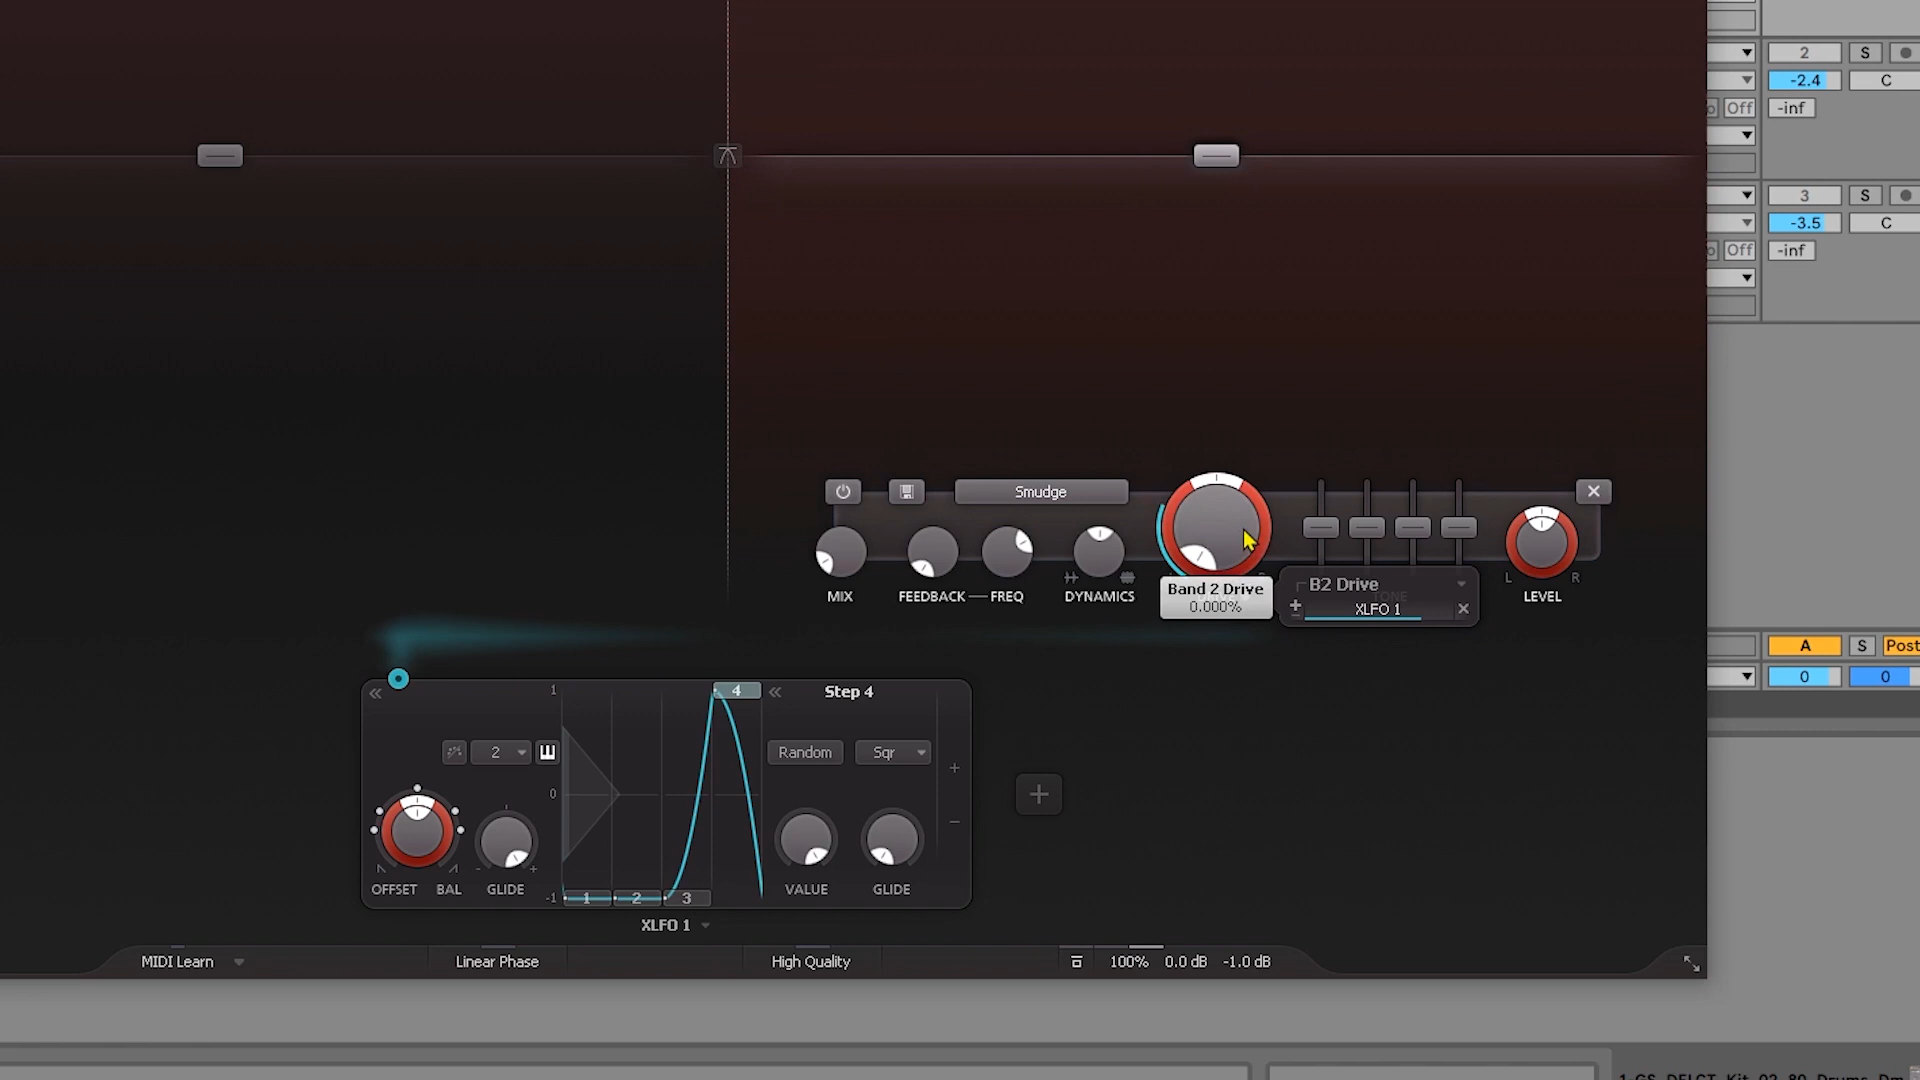 2 S
-2.4 C
Off -inf
3 S
-3.5 C
Off -inf
Smudge
MIX FEEDBACK FREQ DYNAMICS L R LEVEL
Band 2 Drive
0.000%
B2 Drive
XLFO 1
A S Post
0 0
1 4 Step 4
2 Random Sqr
0
OFFSET BAL GLIDE VALUE GLIDE
-1 1 2 3
XLFO 1
MIDI Learn Linear Phase High Quality 100% 0.0 dB -1.0 dB